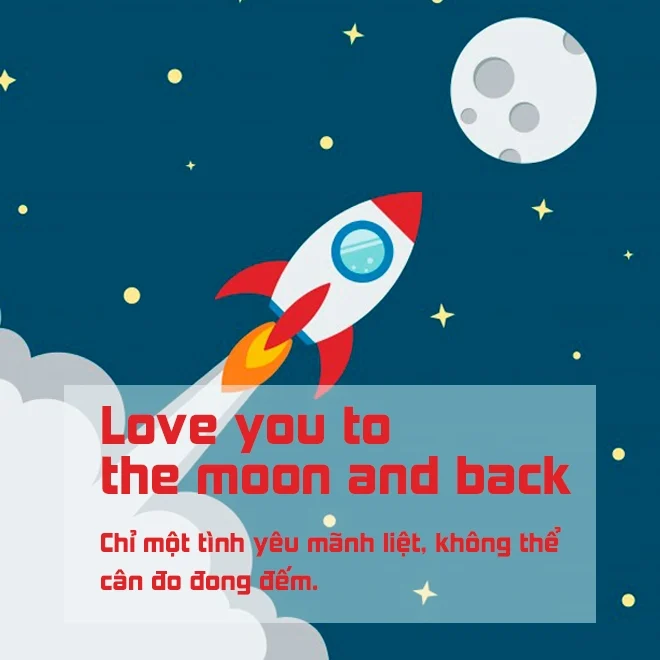 Love you to
the moon and back
Chỉ một tình yêu mãnh liệt, không thể
cân đo đong đếm.